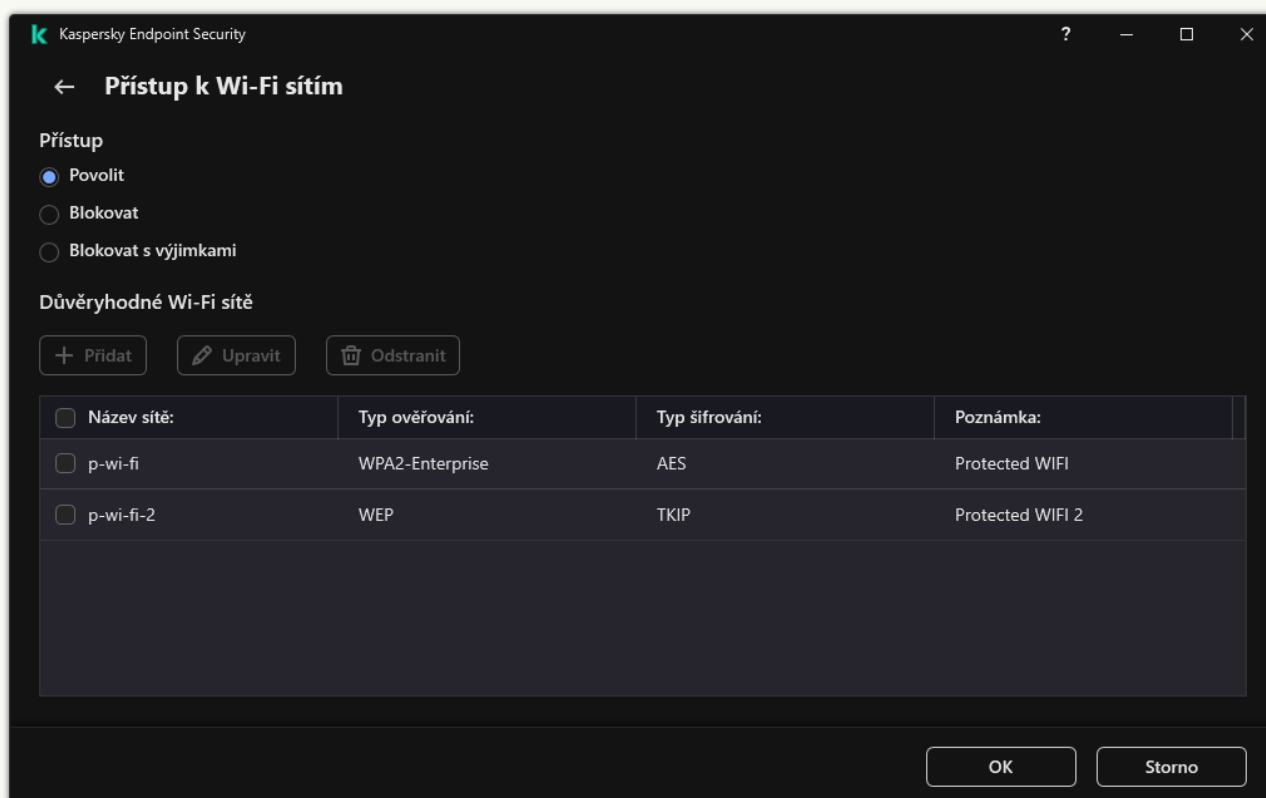 Kaspersky Endpoint Security ?
Přístup k Wi-Fi sítím
Přístup
Povolit
Blokovat
Blokovat s výjimkami
Důvěryhodné Wi-Fi sítě
Přidat Upravit Odstranit
Název sítě: Typ ověřování: Typ šifrování: Poznámka:
p-wi-fi WPA2-Enterprise AES Protected WIFI
p-wi-fi-2 WEP TKIP Protected WIFI 2
OK Storno